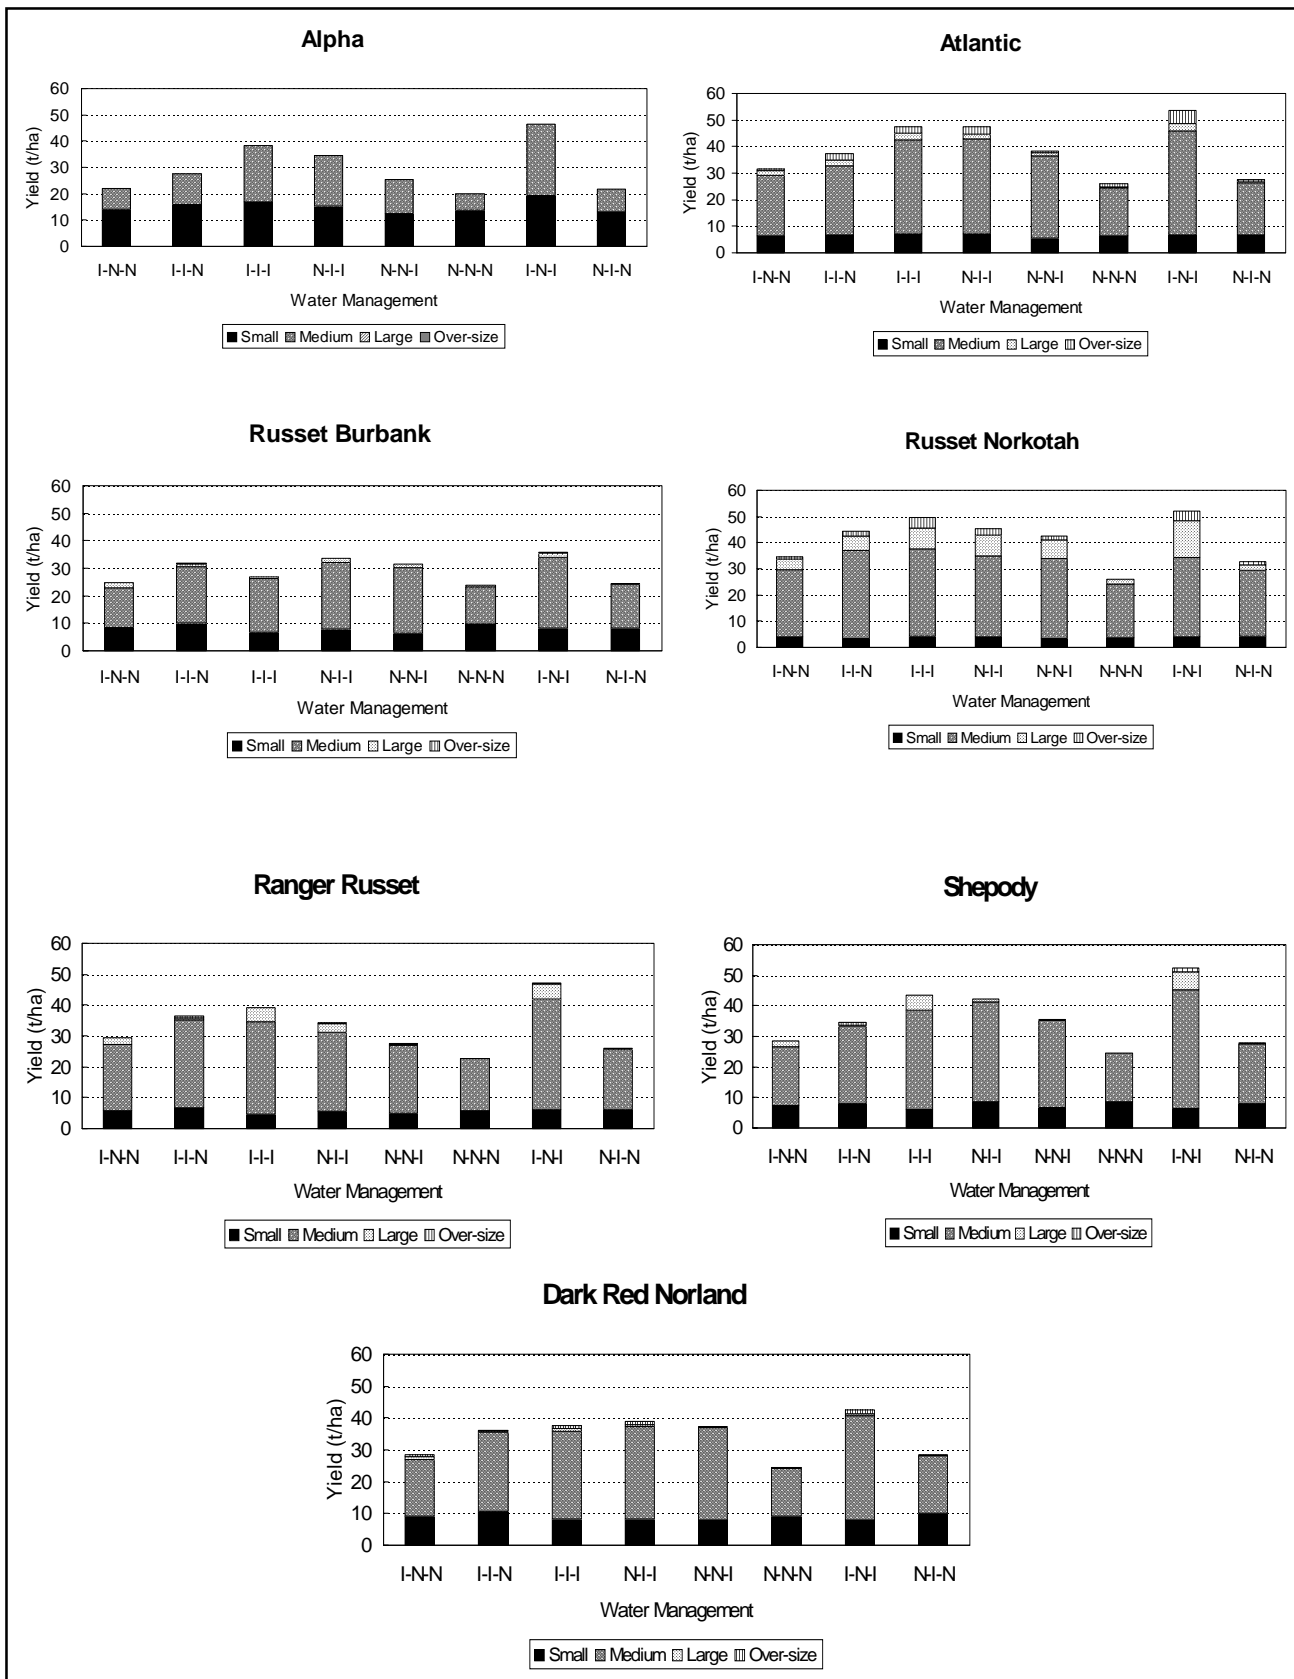 Alpha
60
50
40
30
20
10
0
Yield (t/ha)
I-N-N I-I-N I-I-I N-I-I N-N-I N-N-N I-N-I N-I-N
Water Management
Small Medium Large Over-size
Atlantic
60
50
40
30
20
10
0
Yield (t/ha)
I-N-N I-I-N I-I-I N-I-I N-N-I N-N-N I-N-I N-I-N
Water Management
Small Medium Large Over-size
Russet Burbank
60
50
40
30
20
10
0
Yield (t/ha)
I-N-N I-I-N I-I-I N-I-I N-N-I N-N-N I-N-I N-I-N
Water Management
Small Medium Large Over-size
Russet Norkotah
60
50
40
30
20
10
0
Yield (t/ha)
I-N-N I-I-N I-I-I N-I-I N-N-I N-N-N I-N-I N-I-N
Water Management
Small Medium Large Over-size
Ranger Russet
60
50
40
30
20
10
0
Yield (t/ha)
I-N-N I-I-N I-I-I N-I-I N-N-I N-N-N I-N-I N-I-N
Water Management
Small Medium Large Over-size
Shepody
60
50
40
30
20
10
0
Yield (t/ha)
I-N-N I-I-N I-I-I N-I-I N-N-I N-N-N I-N-I N-I-N
Water Management
Small Medium Large Over-size
Dark Red Norland
60
50
40
30
20
10
0
Yield (t/ha)
I-N-N I-I-N I-I-I N-I-I N-N-I N-N-N I-N-I N-I-N
Water Management
Small Medium Large Over-size